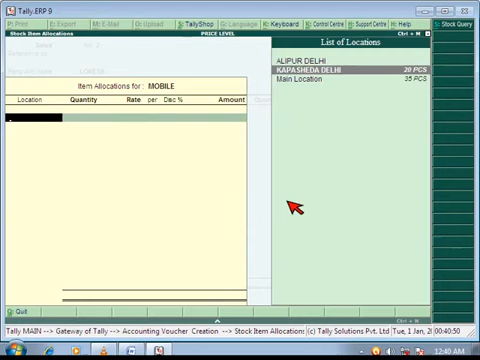 Tally.ERP 9
P: Print E: Export M: E-Mail O: Upload S: TallyShop G: Language K: Keyboard K: Control Centre H: Support Centre H: Help
S: Stock Query
Stock Item Allocations PRICE LEVEL Ctrl + M
List of Locations
ALIPUR DELHI
KAPASHEDA DELHI 20 PCS
Main Location 35 PCS
Item Allocations for : MOBILE
Location Quantity Rate per Disc % Amount
Q: Quit
Ctrl + N
Tally MAIN --> Gateway of Tally --> Accounting Voucher Creation --> Stock Item Allocations (c) Tally Solutions Pvt. Ltd., Tue, 1 Jan, 20 00:40:50
12:40 AM